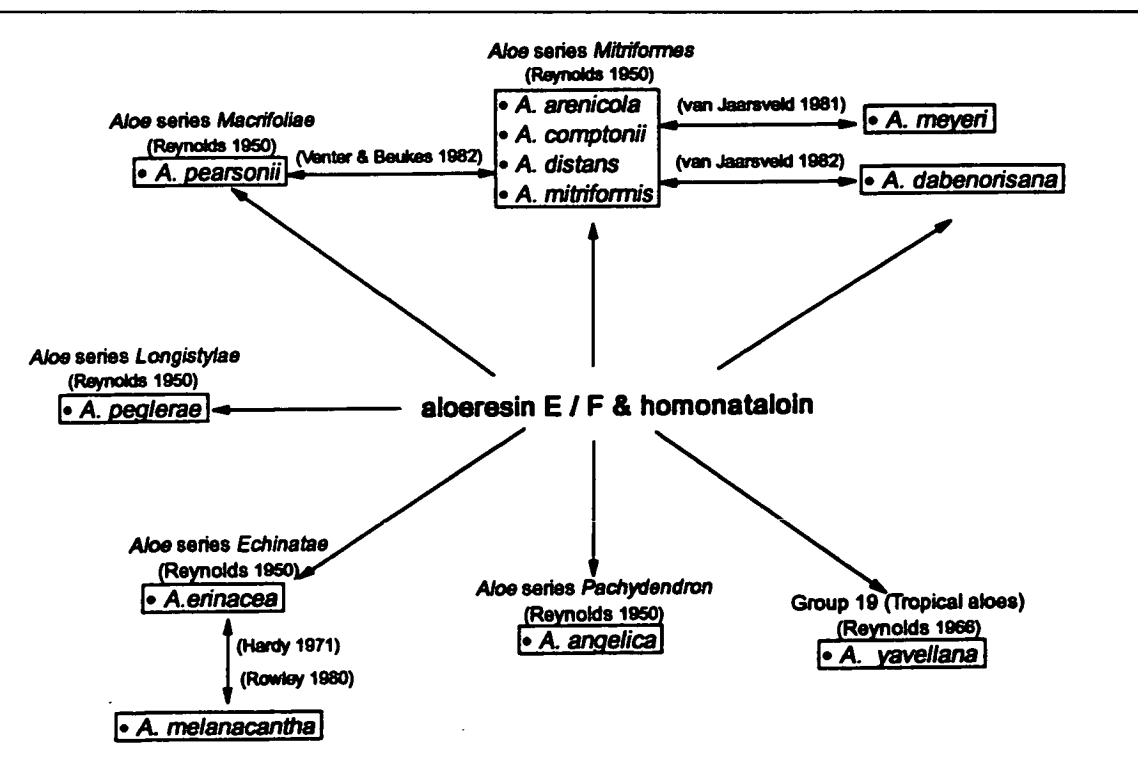 Aloe series Mitriformes
(Reynolds 1950)
• A. arenicola
• A. comptonii
• A. distans
• A. mitriformis
(van Jaarsveld 1981)
• A. meyeri
(van Jaarsveld 1982)
• A. dabenorisana
Aloe series Macrifoliae
(Reynolds 1950)
• A. pearsonii
(Venter & Beukes 1982)
Aloe series Longistylae
(Reynolds 1950)
• A. peglerae
aloeresin E / F & homonataloin
Aloe series Echinatae
(Reynolds 1950)
• A.erinacea
(Hardy 1971)
(Rowley 1980)
• A. melanacantha
Aloe series Pachydendron
(Reynolds 1950)
• A. angelica
Group 19 (Tropical aloes)
(Reynolds 1966)
• A. yavellana